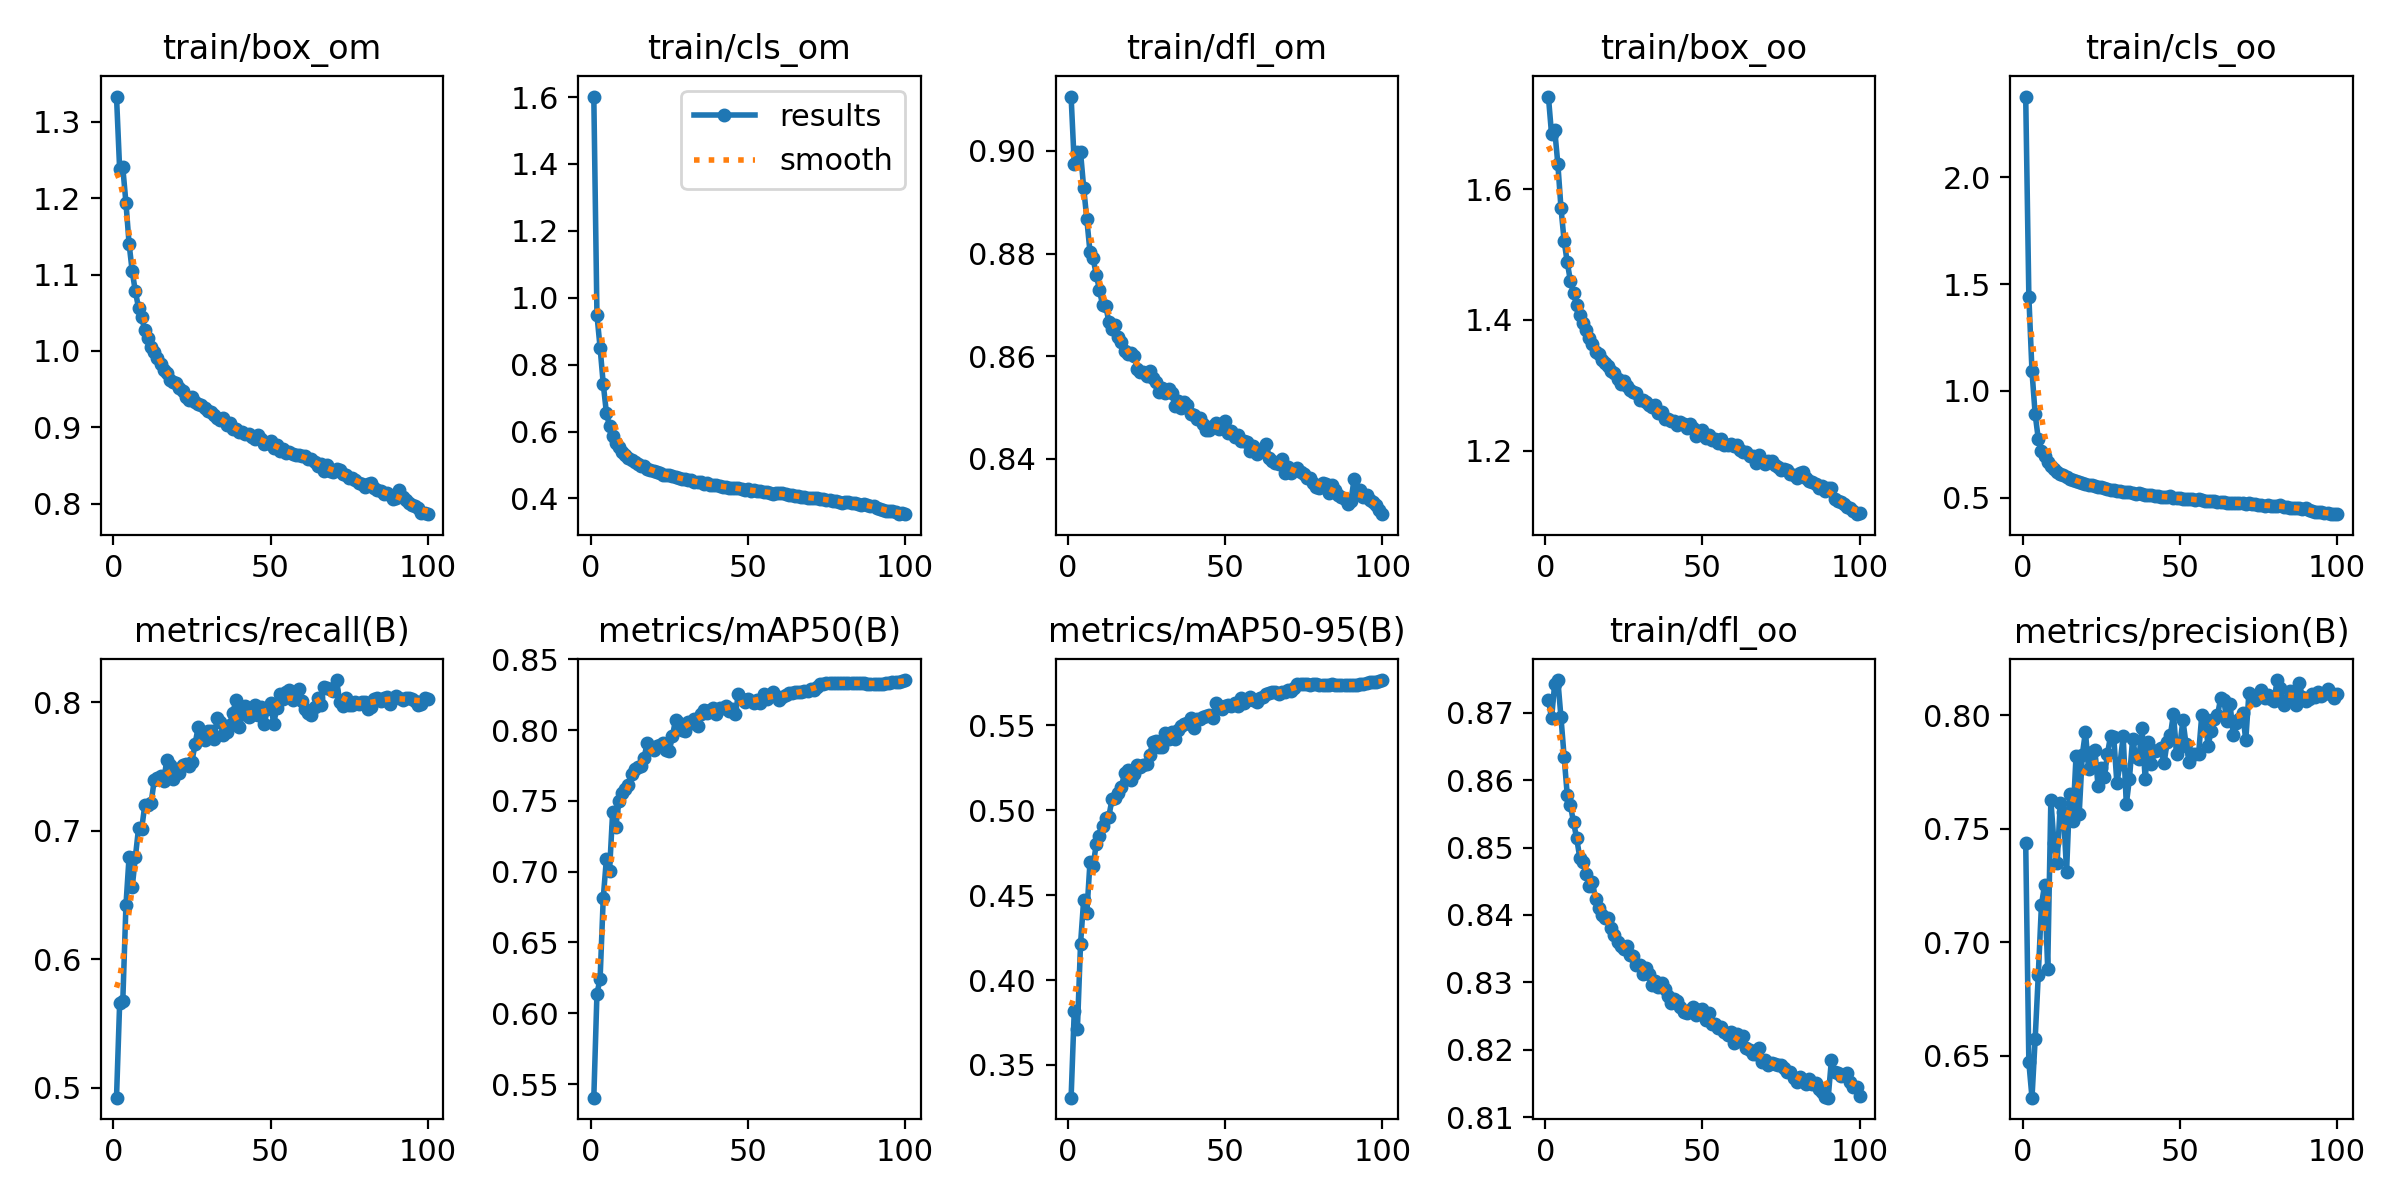 train/box_om
1.3
1.2
1.1
1.0
0.9
0.8
0 50 100
train/cls_om
results
smooth
1.6
1.4
1.2
1.0
0.8
0.6
0.4
0 50 100
train/dfl_om
0.90
0.88
0.86
0.84
0 50 100
train/box_oo
1.6
1.4
1.2
0 50 100
train/cls_oo
2.0
1.5
1.0
0.5
0 50 100
metrics/recall(B)
0.8
0.7
0.6
0.5
0 50 100
metrics/mAP50(B)
0.85
0.80
0.75
0.70
0.65
0.60
0.55
0 50 100
metrics/mAP50-95(B)
0.55
0.50
0.45
0.40
0.35
0 50 100
train/dfl_oo
0.87
0.86
0.85
0.84
0.83
0.82
0.81
0 50 100
metrics/precision(B)
0.80
0.75
0.70
0.65
0 50 100